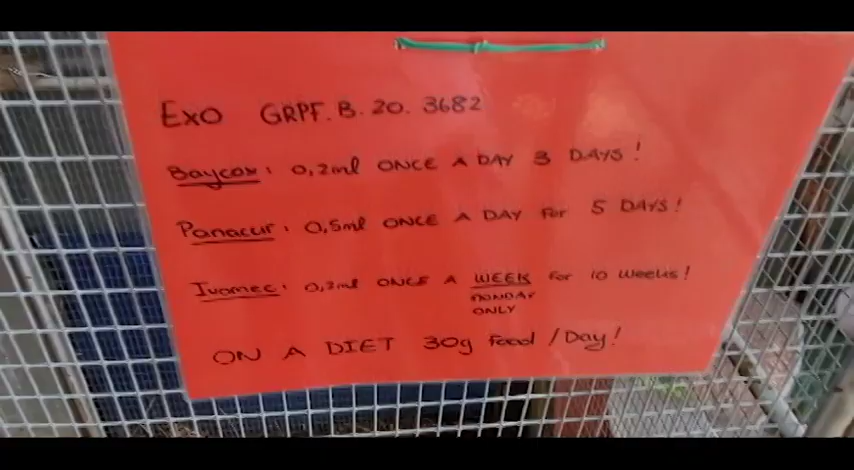 EXO GRPF.B.20.3682
Baycox: 0,2ml ONCE A DAY 3 DAYS!
Panacur: 0,5ml ONCE A DAY For 5 DAYS!
Ivomec: 0,2ml ONCE A WEEK For 10 weeks!
MONDAY
ONLY
ON A DIET 30g Food /Day!